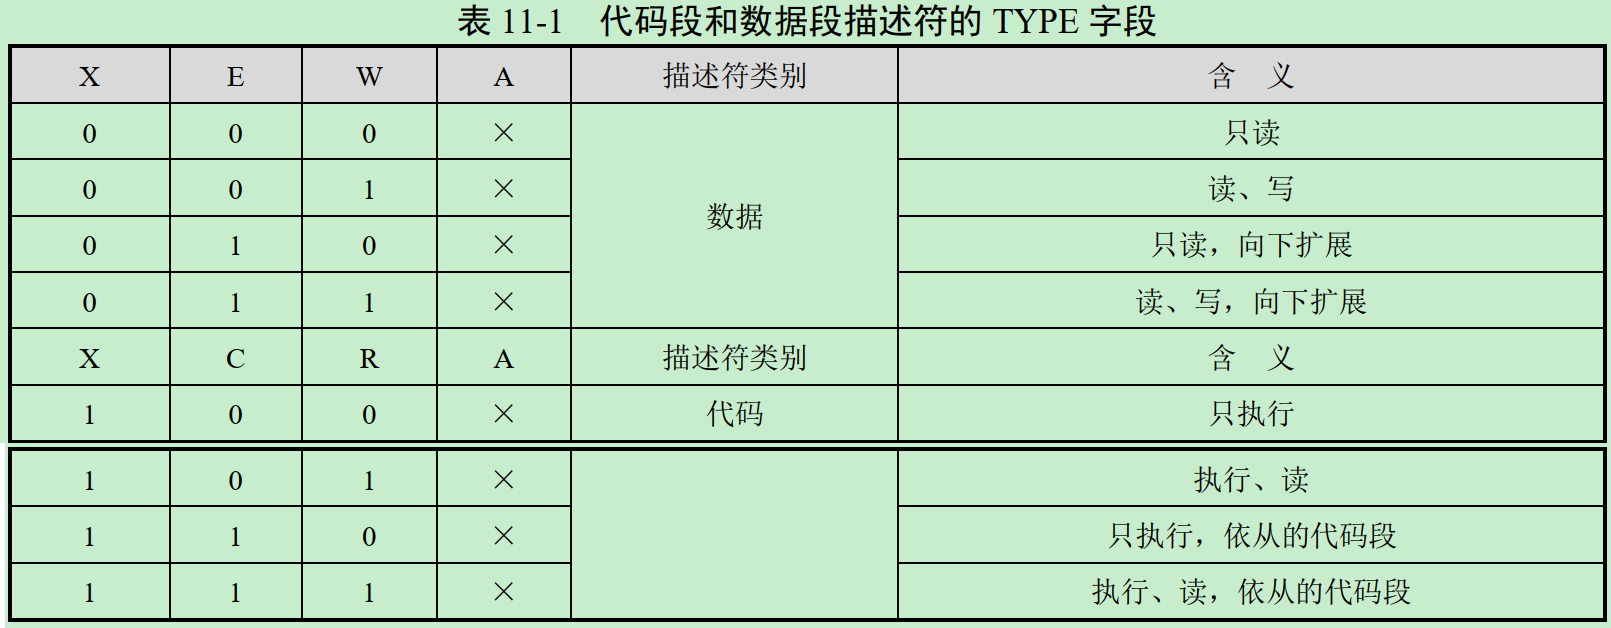 表 11-1 代码段和数据段描述符的 TYPE 字段
X E W A 描述符类别 含 义
0 0 0 × 数据 只读
0 0 1 × 读、写
0 1 0 × 只读，向下扩展
0 1 1 × 读、写，向下扩展
X C R A 描述符类别 含 义
1 0 0 × 代码 只执行
1 0 1 × 执行、读
1 1 0 × 只执行，依从的代码段
1 1 1 × 执行、读，依从的代码段